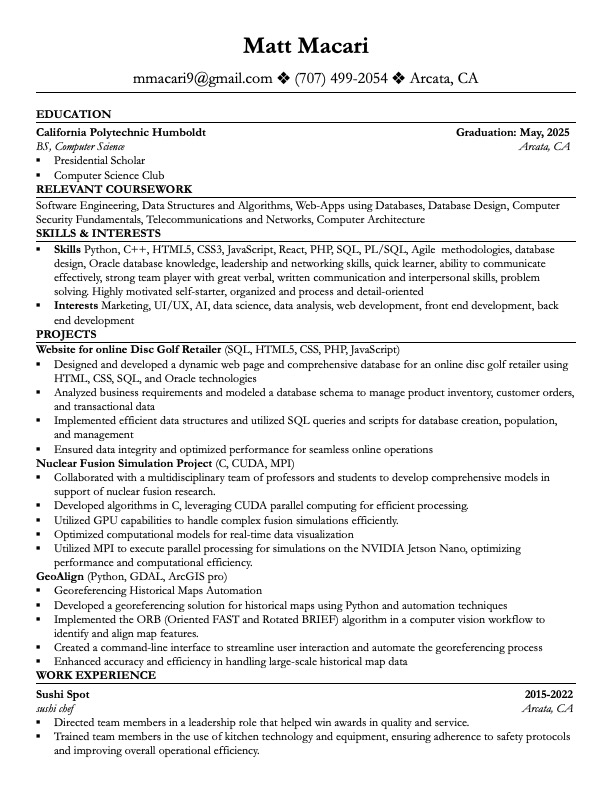 Matt Macari
mmacari9@gmail.com ❖ (707) 499-2054 ❖ Arcata, CA
EDUCATION
California Polytechnic Humboldt Graduation: May, 2025
BS, Computer Science Arcata, CA
▪ Presidential Scholar
▪ Computer Science Club
RELEVANT COURSEWORK
Software Engineering, Data Structures and Algorithms, Web-Apps using Databases, Database Design, Computer
Security Fundamentals, Telecommunications and Networks, Computer Architecture
SKILLS & INTERESTS
▪ Skills Python, C++, HTML5, CSS3, JavaScript, React, PHP, SQL, PL/SQL, Agile methodologies, database
design, Oracle database knowledge, leadership and networking skills, quick learner, ability to communicate
effectively, strong team player with great verbal, written communication and interpersonal skills, problem
solving. Highly motivated self-starter, organized and process and detail-oriented
▪ Interests Marketing, UI/UX, AI, data science, data analysis, web development, front end development, back
end development
PROJECTS
Website for online Disc Golf Retailer (SQL, HTML5, CSS, PHP, JavaScript)
▪ Designed and developed a dynamic web page and comprehensive database for an online disc golf retailer using
HTML, CSS, SQL, and Oracle technologies
▪ Analyzed business requirements and modeled a database schema to manage product inventory, customer orders,
and transactional data
▪ Implemented efficient data structures and utilized SQL queries and scripts for database creation, population,
and management
▪ Ensured data integrity and optimized performance for seamless online operations
Nuclear Fusion Simulation Project (C, CUDA, MPI)
▪ Collaborated with a multidisciplinary team of professors and students to develop comprehensive models in
support of nuclear fusion research.
▪ Developed algorithms in C, leveraging CUDA parallel computing for efficient processing.
▪ Utilized GPU capabilities to handle complex fusion simulations efficiently.
▪ Optimized computational models for real-time data visualization
▪ Utilized MPI to execute parallel processing for simulations on the NVIDIA Jetson Nano, optimizing
performance and computational efficiency.
GeoAlign (Python, GDAL, ArcGIS pro)
▪ Georeferencing Historical Maps Automation
▪ Developed a georeferencing solution for historical maps using Python and automation techniques
▪ Implemented the ORB (Oriented FAST and Rotated BRIEF) algorithm in a computer vision workflow to
identify and align map features.
▪ Created a command-line interface to streamline user interaction and automate the georeferencing process
▪ Enhanced accuracy and efficiency in handling large-scale historical map data
WORK EXPERIENCE
Sushi Spot 2015-2022
sushi chef Arcata, CA
▪ Directed team members in a leadership role that helped win awards in quality and service.
▪ Trained team members in the use of kitchen technology and equipment, ensuring adherence to safety protocols
and improving overall operational efficiency.